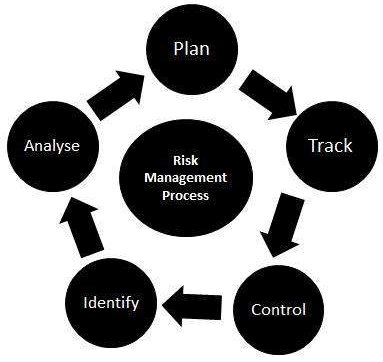 Plan
Track
Analyse
Risk
Management
Process
Identify
Control